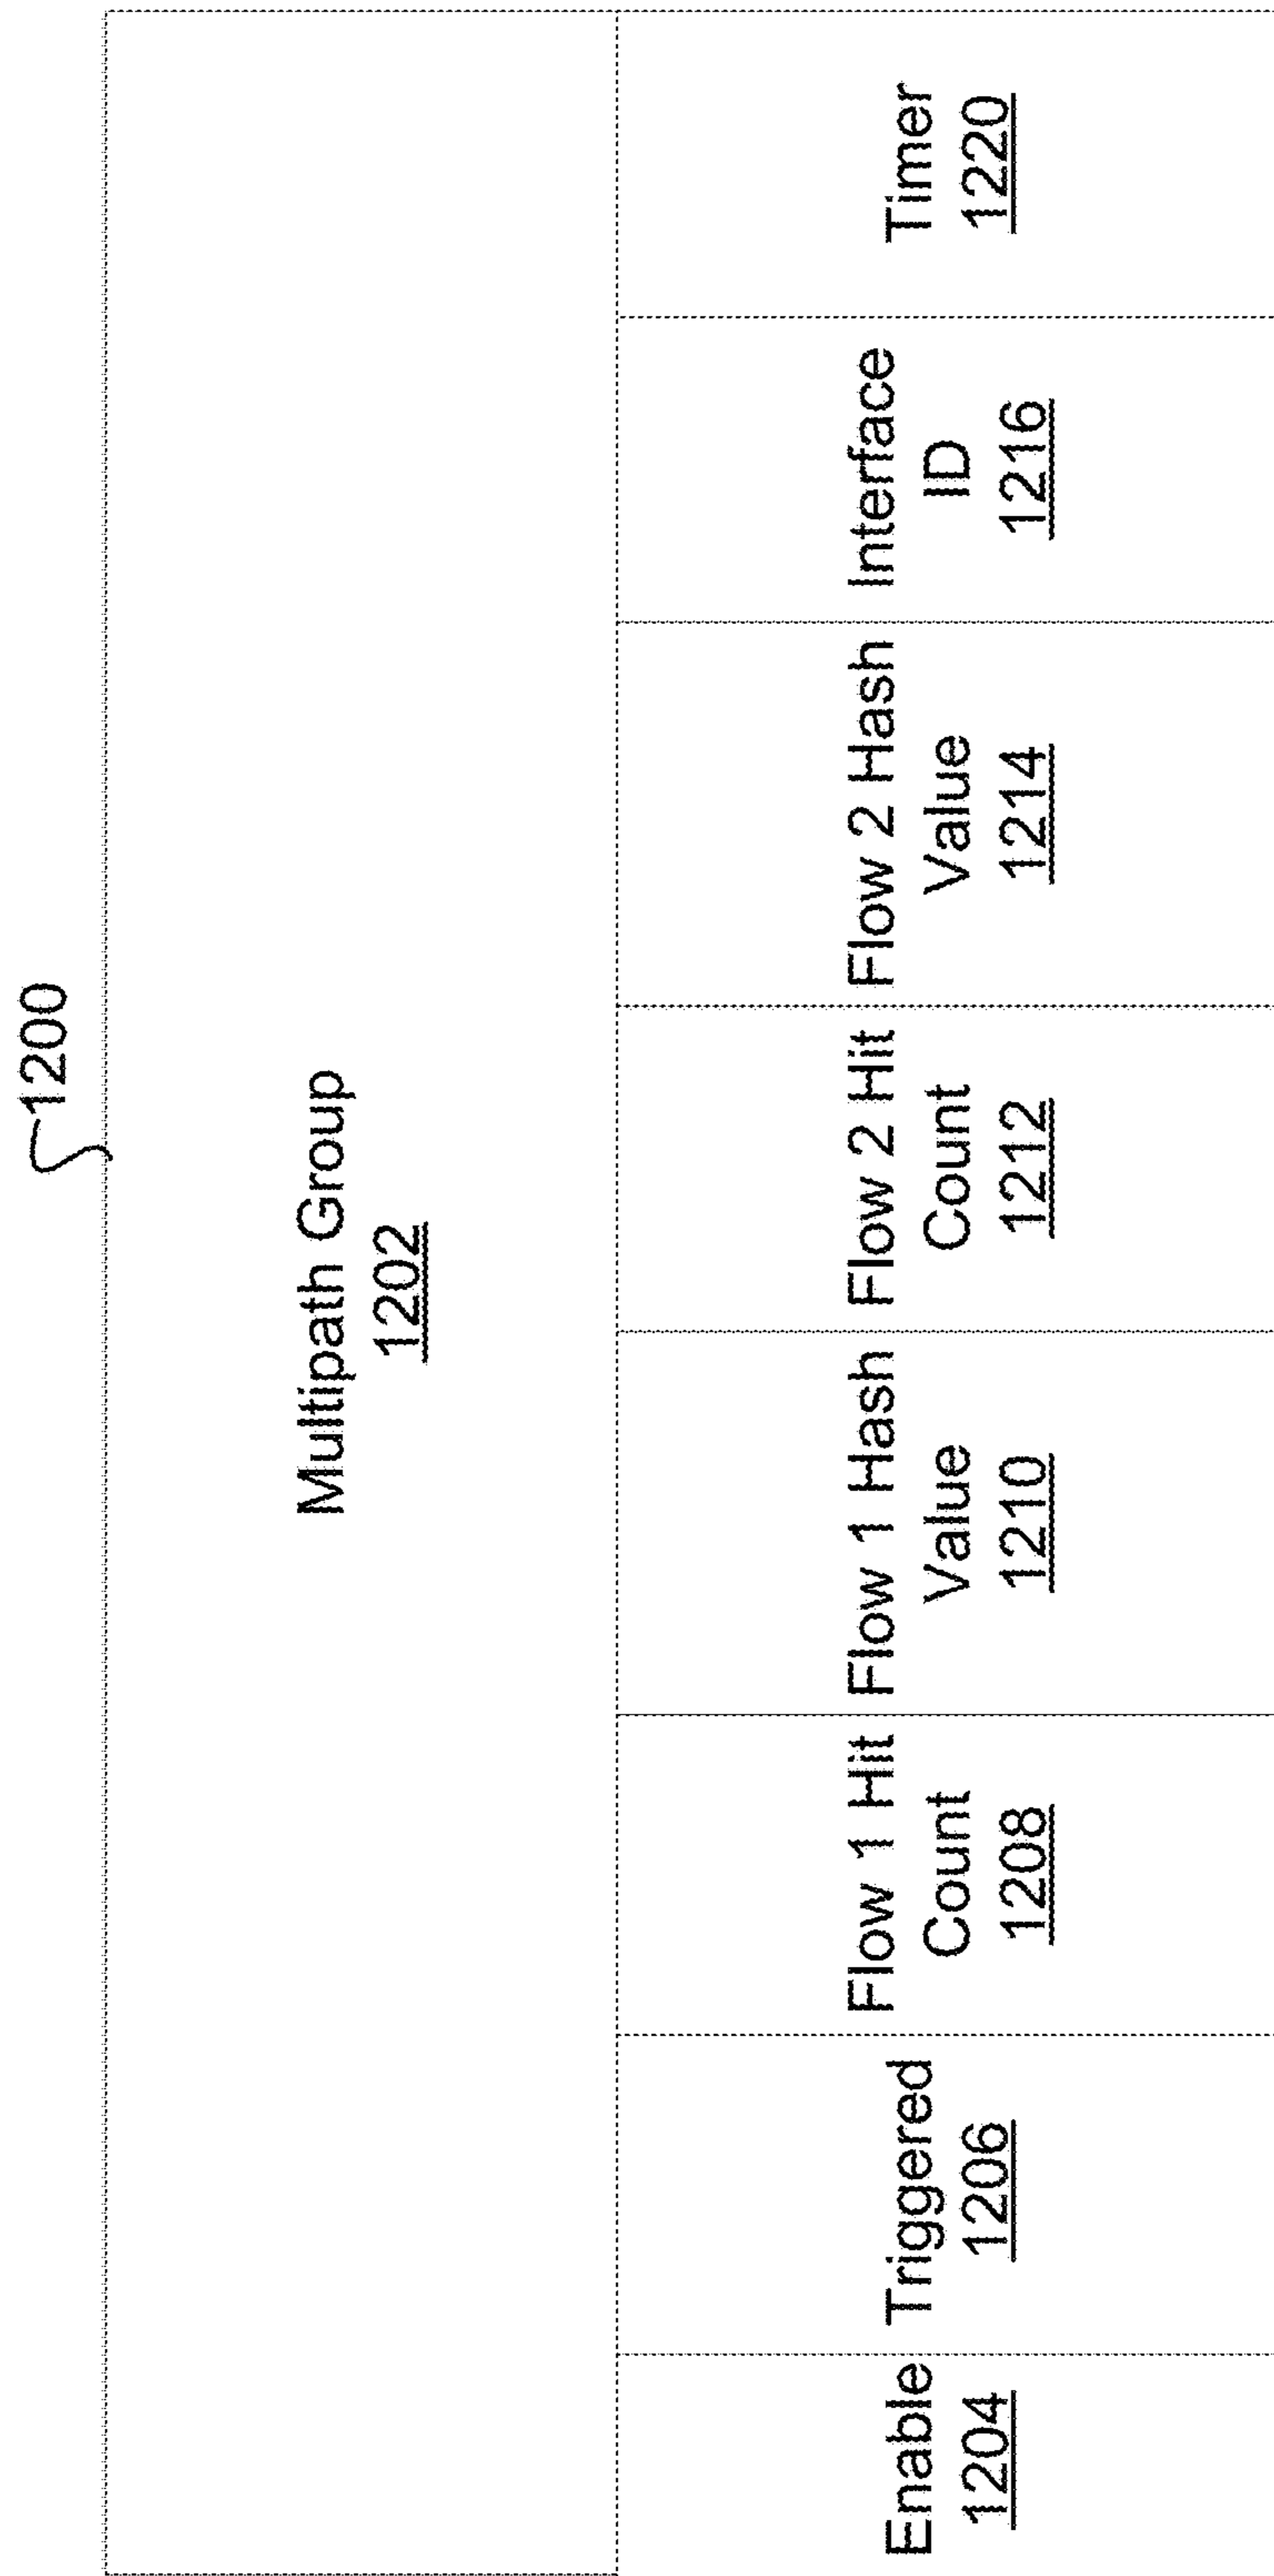 1200
Multipath Group
1202
Enable
1204
Triggered
1206
Flow 1 Hit
Count
1208
Flow 1 Hash
Value
1210
Flow 2 Hit
Count
1212
Flow 2 Hash
Value
1214
Interface
ID
1216
Timer
1220